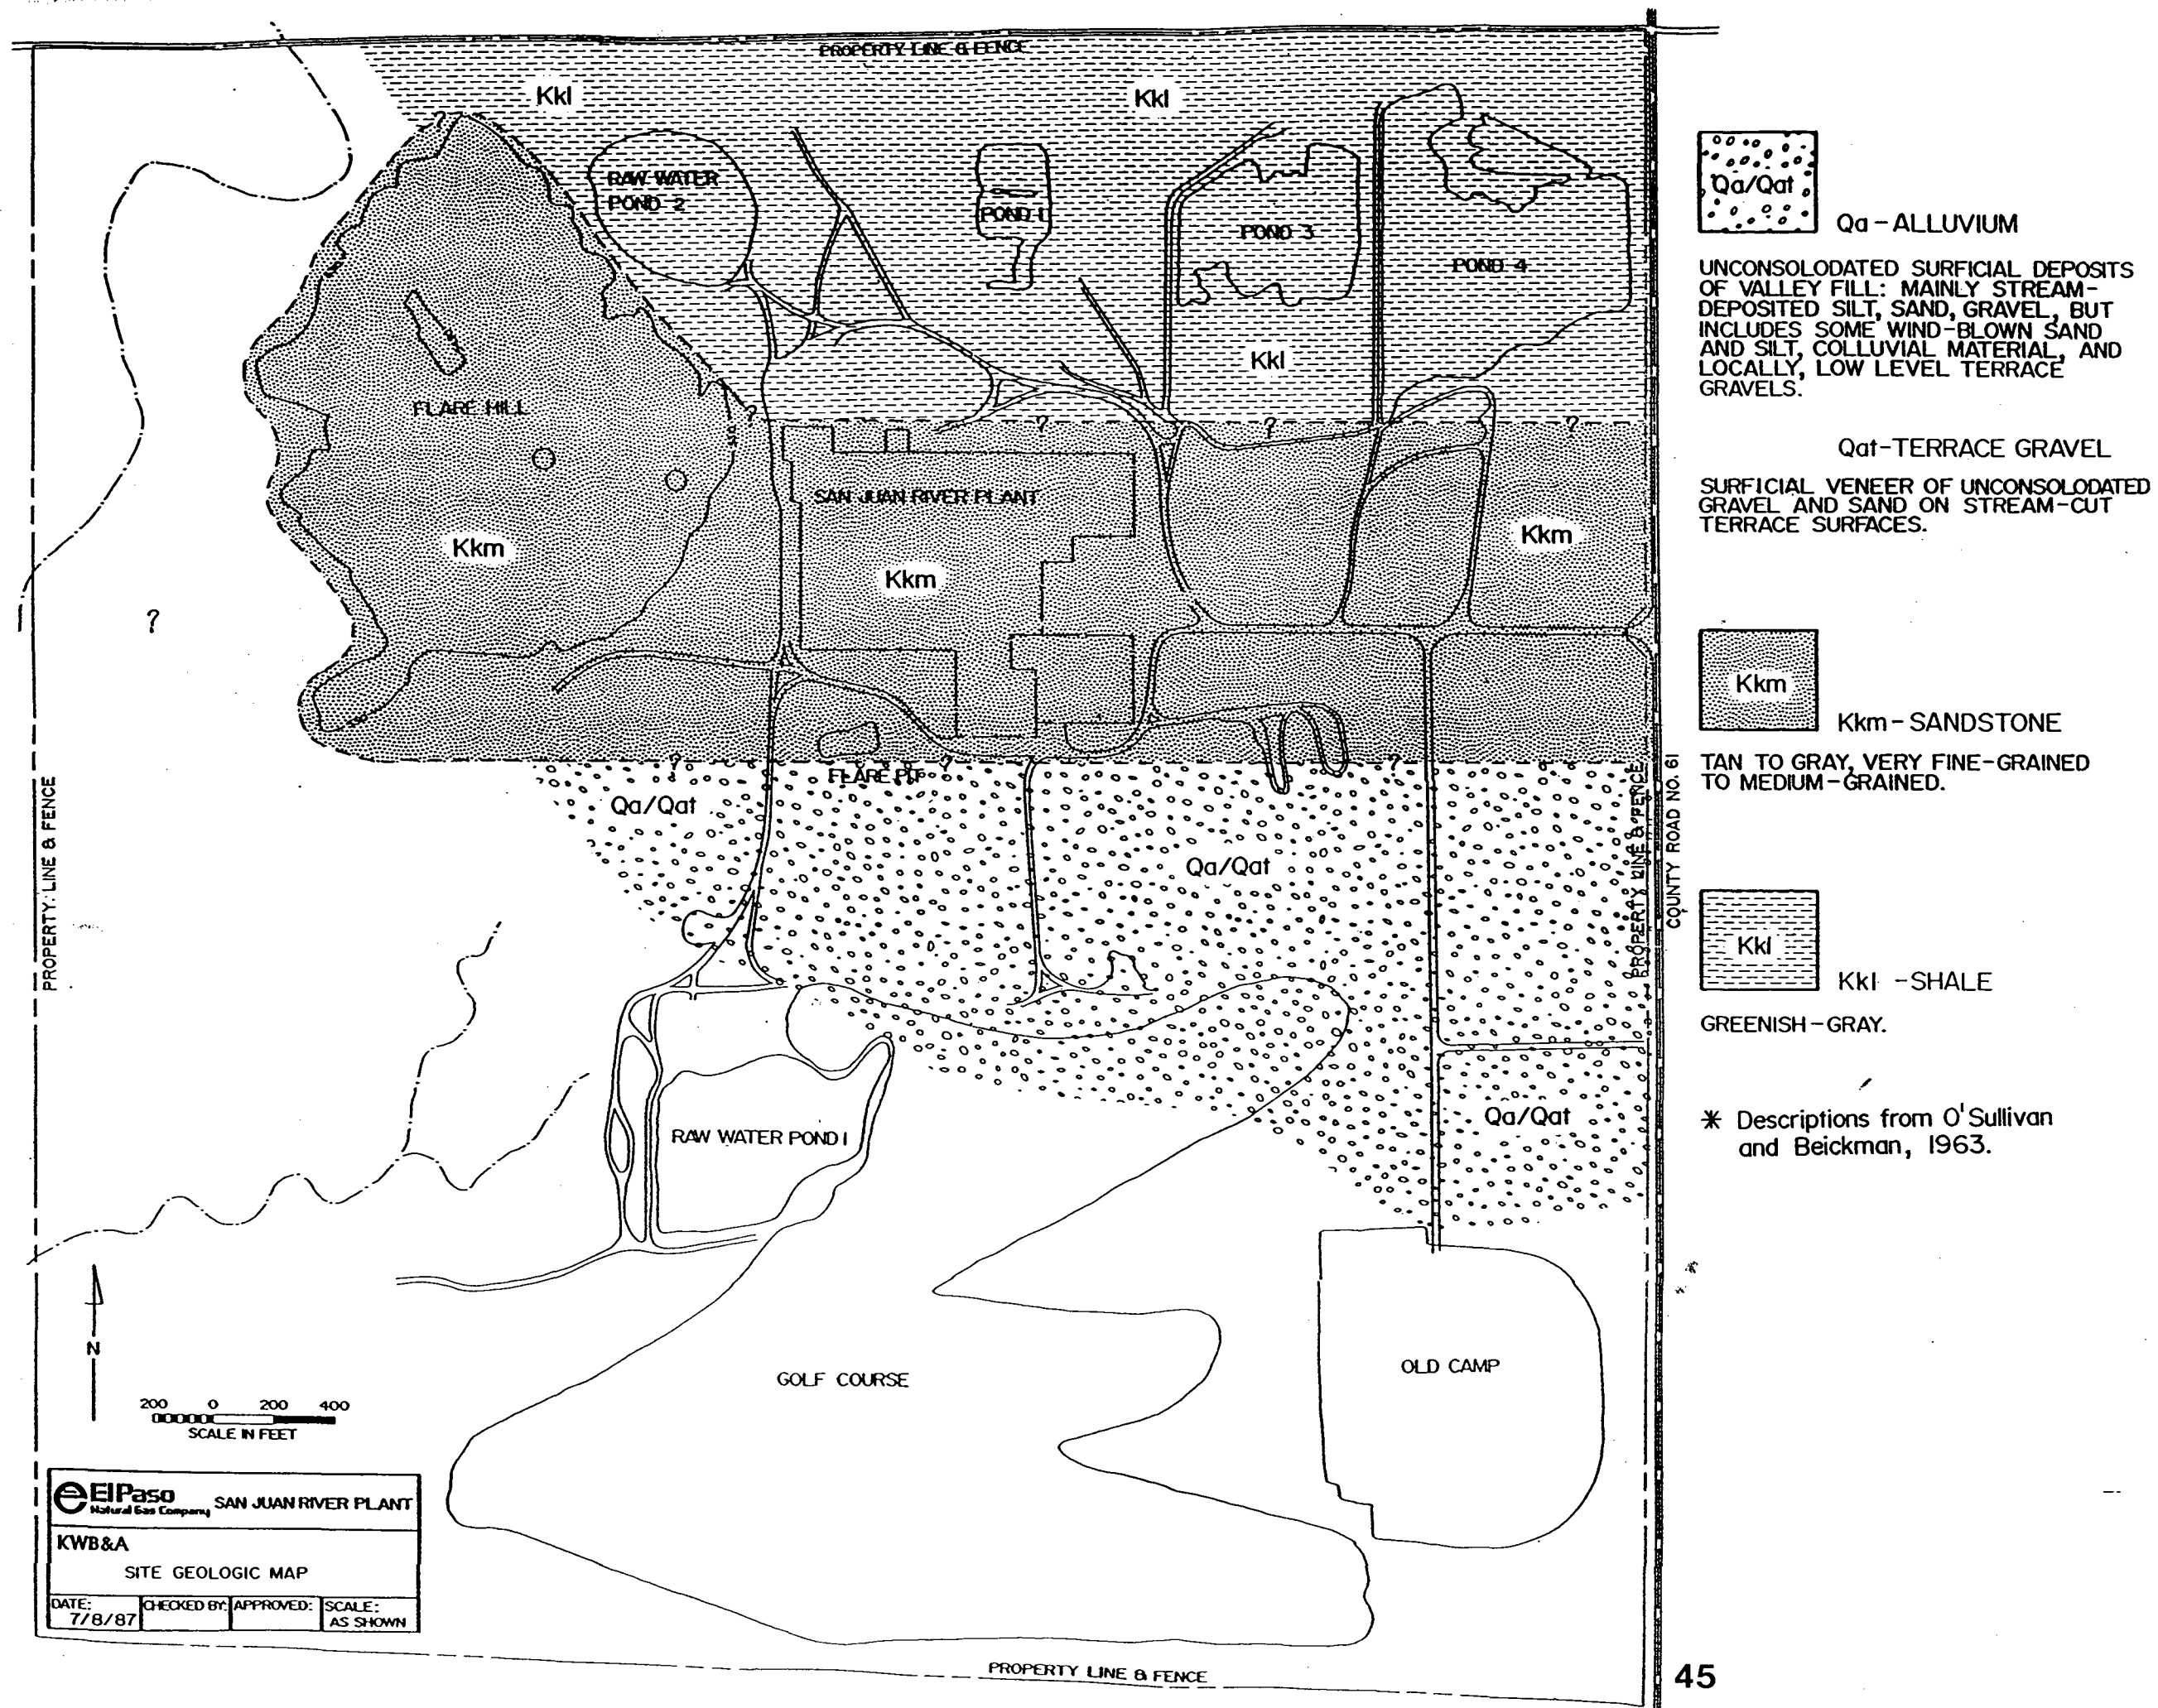 PROPERTY LINE & FENCE
Kkl
Kkl
RAW WATER
POND 2
POND 1
POND 3
POND 4
Kkl
?
?
?
?
?
FLARE HILL
SAN JUAN RIVER PLANT
Kkm
Kkm
Kkm
?
?
?
?
FLARE PIT
Qa/Qat
Qa/Qat
Qa/Qat
PROPERTY LINE & FENCE
PROPERTY LINE & FENCE
COUNTY ROAD NO. 61
RAW WATER POND 1
GOLF COURSE
OLD CAMP
N
200 0 200 400
SCALE IN FEET
El Paso
Natural Gas Company
SAN JUAN RIVER PLANT
KWB&A
SITE GEOLOGIC MAP
DATE:
7/8/87
CHECKED BY:
APPROVED:
SCALE:
AS SHOWN
PROPERTY LINE & FENCE
Qa/Qat
Qa-ALLUVIUM
UNCONSOLODATED SURFICIAL DEPOSITS
OF VALLEY FILL: MAINLY STREAM-
DEPOSITED SILT, SAND, GRAVEL, BUT
INCLUDES SOME WIND-BLOWN SAND
AND SILT, COLLUVIAL MATERIAL, AND
LOCALLY, LOW LEVEL TERRACE
GRAVELS.
Qat-TERRACE GRAVEL
SURFICIAL VENEER OF UNCONSOLODATED
GRAVEL AND SAND ON STREAM-CUT
TERRACE SURFACES.
Kkm
Kkm-SANDSTONE
TAN TO GRAY, VERY FINE-GRAINED
TO MEDIUM-GRAINED.
Kkl
Kkl -SHALE
GREENISH-GRAY.
* Descriptions from O'Sullivan
and Beickman, 1963.
45